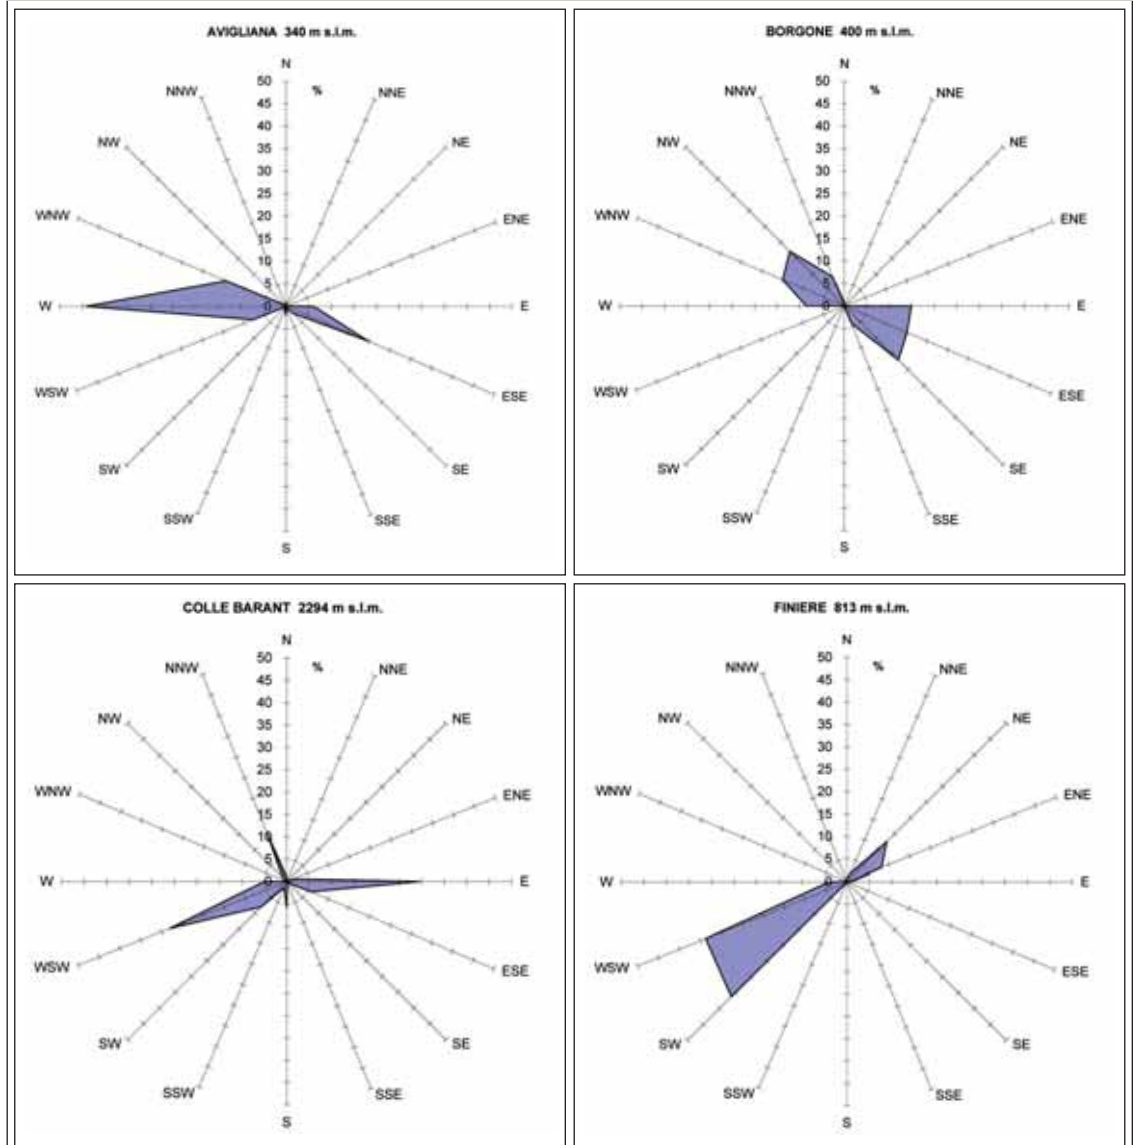 AVIGLIANA 340 m s.l.m.
N
50 %
45
40
35
30
25
20
15
10
5
0
NNE
NE
ENE
E
ESE
SE
SSE
S
SSW
SW
WSW
W
WNW
NW
NNW
BORGONE 400 m s.l.m.
N
50 %
45
40
35
30
25
20
15
10
5
0
NNE
NE
ENE
E
ESE
SE
SSE
S
SSW
SW
WSW
W
WNW
NW
NNW
COLLE BARANT 2294 m s.l.m.
N
50 %
45
40
35
30
25
20
15
10
5
0
NNE
NE
ENE
E
ESE
SE
SSE
S
SSW
SW
WSW
W
WNW
NW
NNW
FINIERE 813 m s.l.m.
N
50 %
45
40
35
30
25
20
15
10
5
0
NNE
NE
ENE
E
ESE
SE
SSE
S
SSW
SW
WSW
W
WNW
NW
NNW